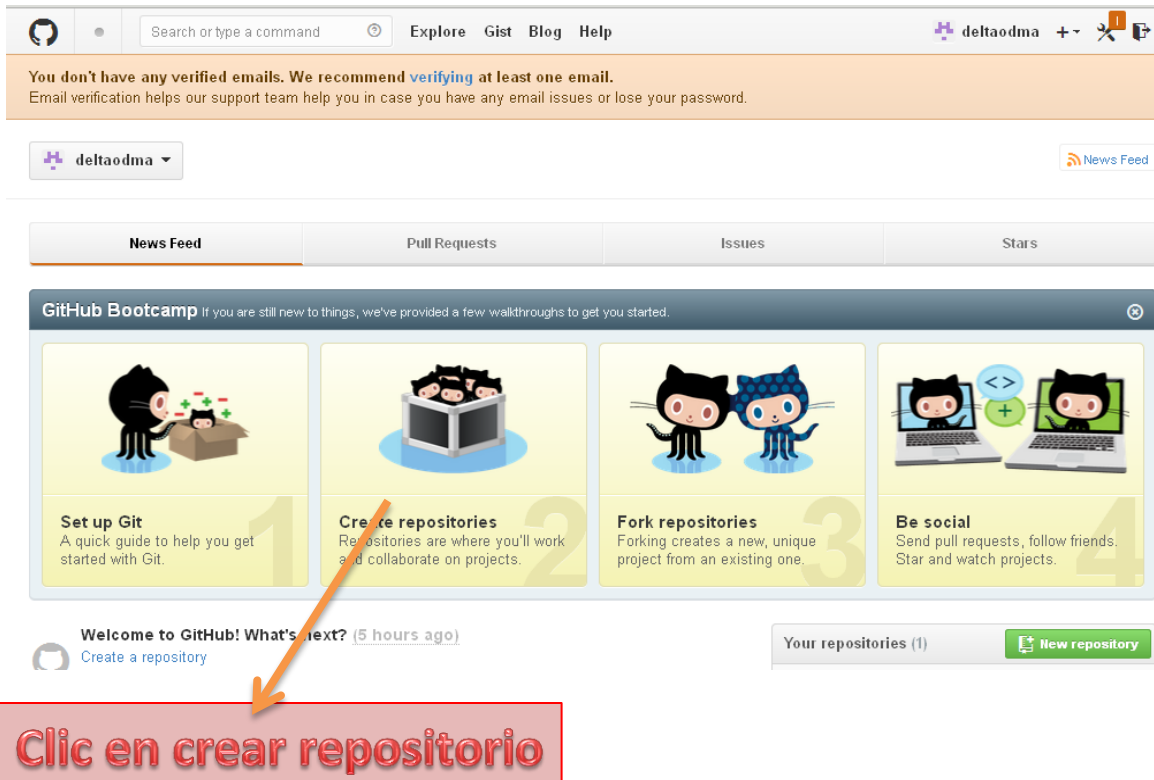 Search or type a command
Explore Gist Blog Help
deltaodma
You don't have any verified emails. We recommend verifying at least one email.
Email verification helps our support team help you in case you have any email issues or lose your password.
deltaodma
News Feed
News Feed
Pull Requests
Issues
Stars
GitHub Bootcamp If you are still new to things, we've provided a few walkthroughs to get you started.
1
Set up Git
A quick guide to help you get
started with Git.
2
Create repositories
Repositories are where you'll work
and collaborate on projects.
3
Fork repositories
Forking creates a new, unique
project from an existing one.
4
Be social
Send pull requests, follow friends.
Star and watch projects.
Welcome to GitHub! What's next? (5 hours ago)
Create a repository
Your repositories (1)
New repository
Clic en crear repositorio